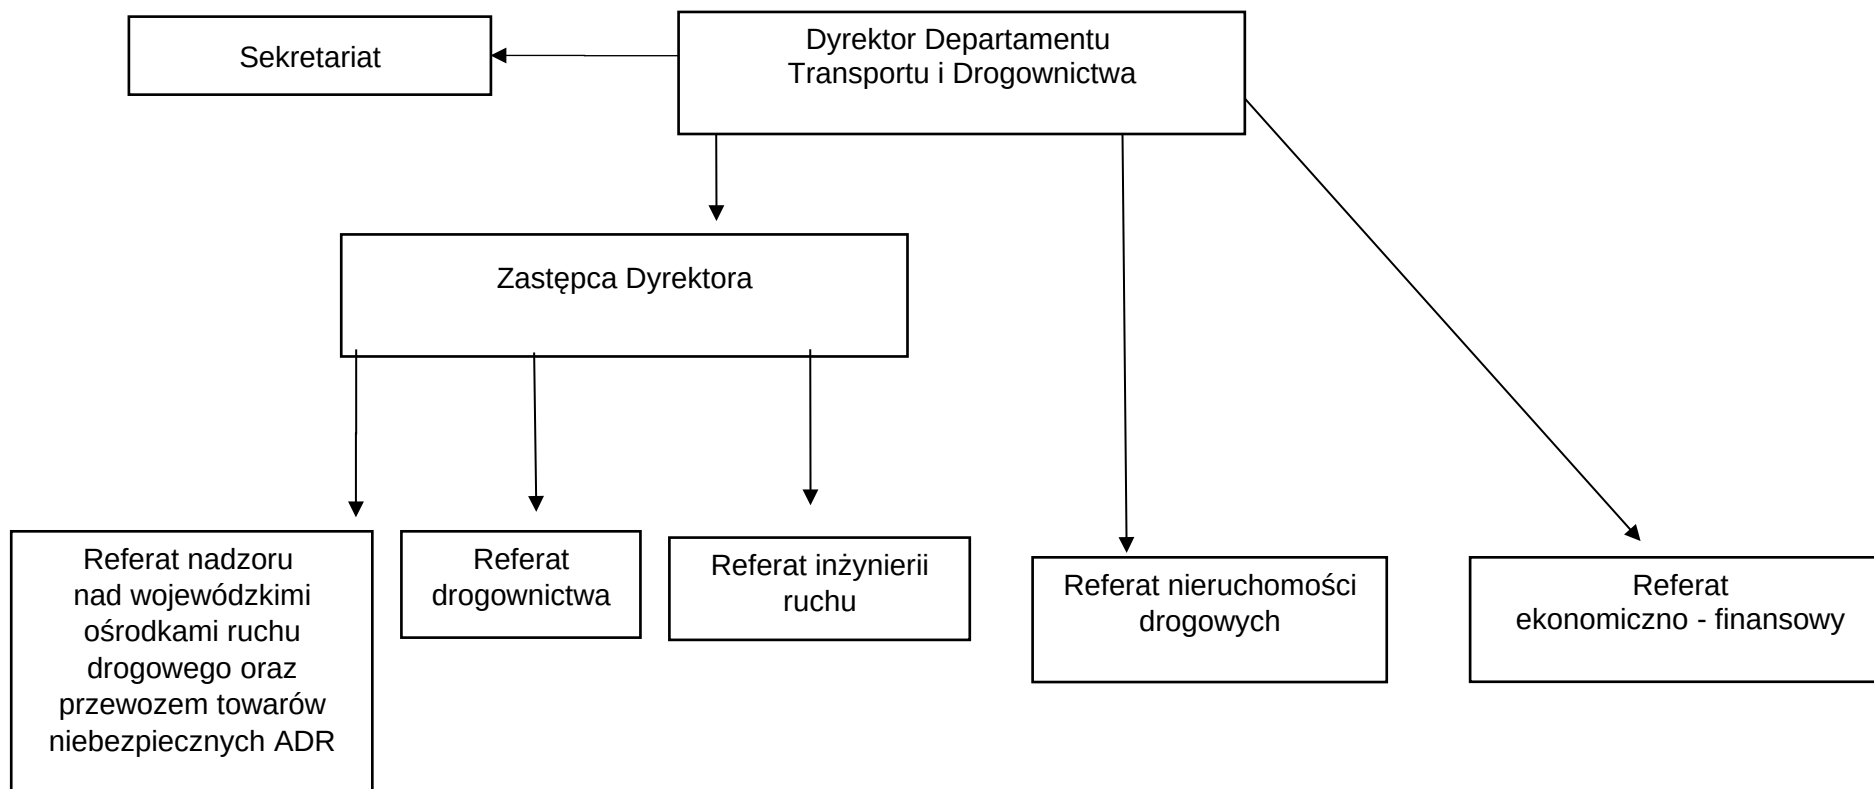 Sekretariat
Dyrektor Departamentu
Transportu i Drogownictwa
Zastępca Dyrektora
Referat nadzoru
nad wojewódzkimi
ośrodkami ruchu
drogowego oraz
przewozem towarów
niebezpiecznych ADR
Referat
drogownictwa
Referat inżynierii
ruchu
Referat nieruchomości
drogowych
Referat
ekonomiczno - finansowy